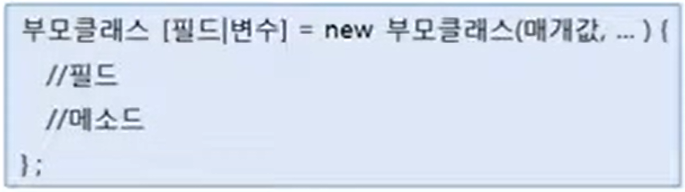 부모클래스 [필드|변수] = new 부모클래스(매개값, ... ) {
//필드
//메소드
};